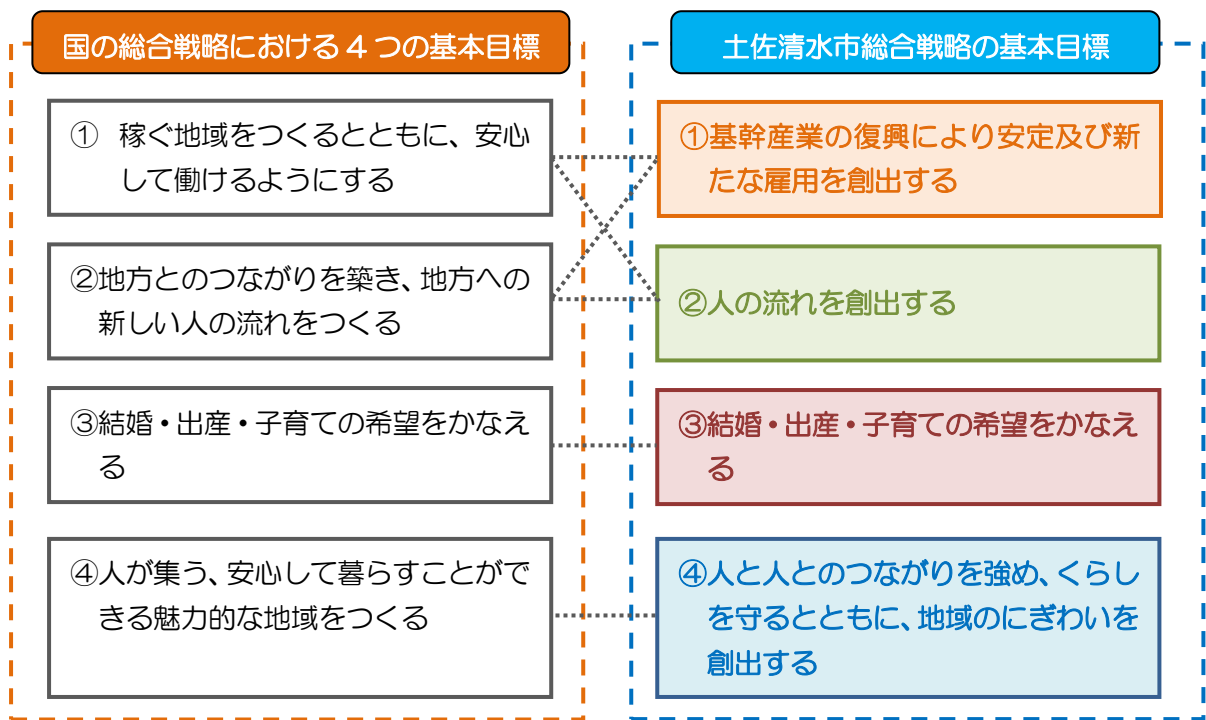 国の総合戦略における4つの基本目標
① 稼ぐ地域をつくるとともに、安心
して働けるようにする
②地方とのつながりを築き、地方への
新しい人の流れをつくる
③結婚・出産・子育ての希望をかなえ
る
④人が集う、安心して暮らすことがで
きる魅力的な地域をつくる
土佐清水市総合戦略の基本目標
①基幹産業の復興により安定及び新
たな雇用を創出する
②人の流れを創出する
③結婚・出産・子育ての希望をかなえ
る
④人と人とのつながりを強め、くらし
を守るとともに、地域のにぎわいを
創出する